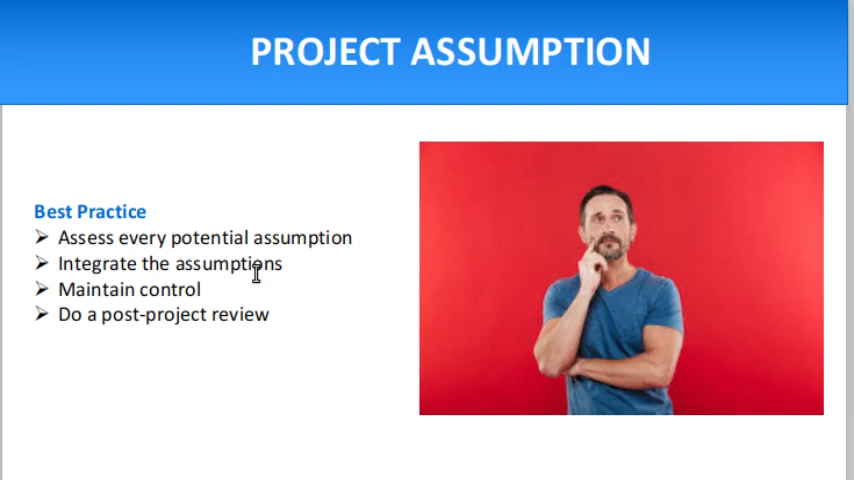 PROJECT ASSUMPTION
Best Practice
➢ Assess every potential assumption
➢ Integrate the assumptions
➢ Maintain control
➢ Do a post-project review